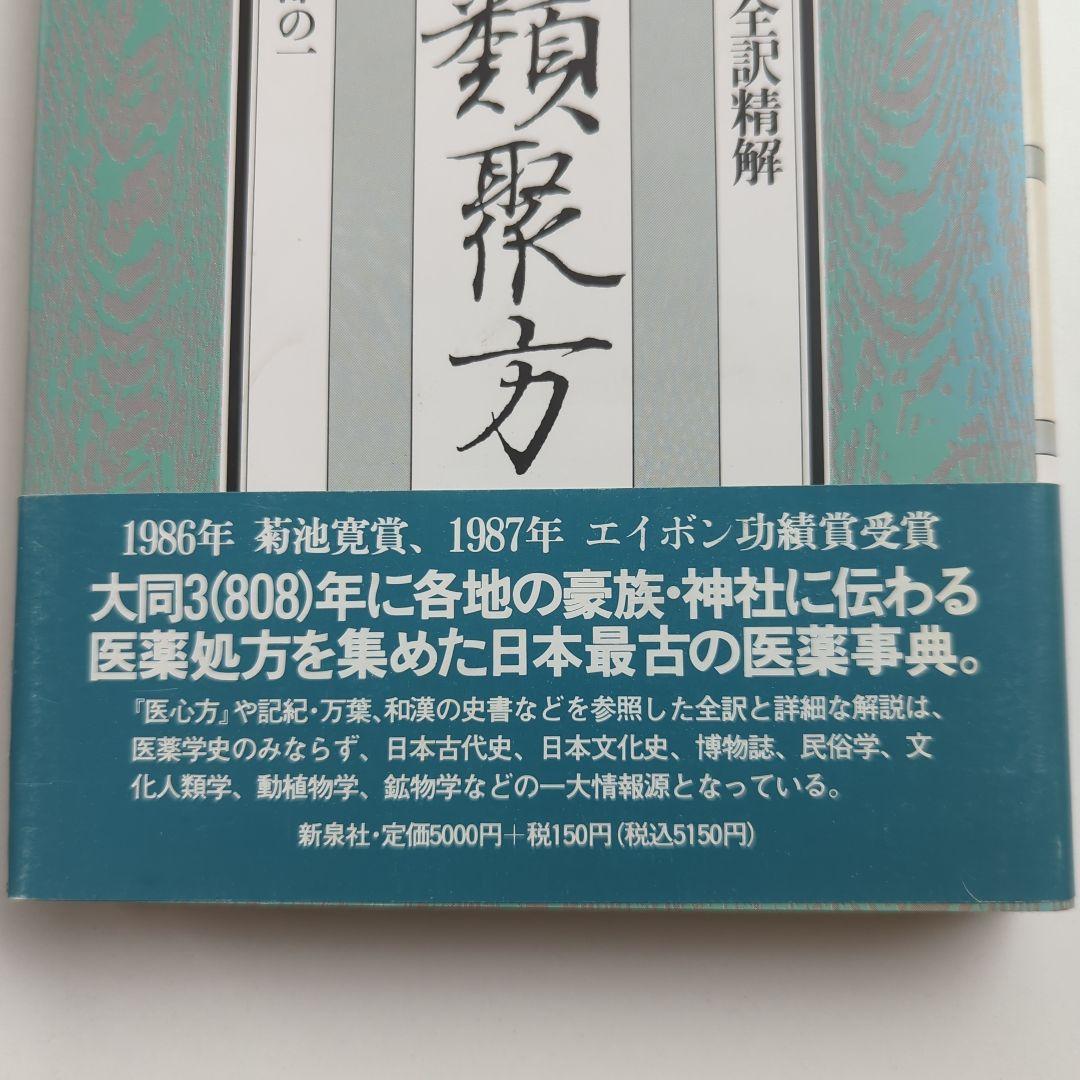 全訳精解
類聚方
の一
1986年 菊池寛賞、1987年 エイボン功績賞受賞
大同3(808)年に各地の豪族・神社に伝わる
医薬処方を集めた日本最古の医薬事典。
『医心方』や記紀・万葉、和漢の史書などを参照した全訳と詳細な解説は、
医薬学史のみならず、日本古代史、日本文化史、博物誌、民俗学、文
化人類学、動植物学、鉱物学などの一大情報源となっている。
新泉社・定価5000円＋税150円(税込5150円)